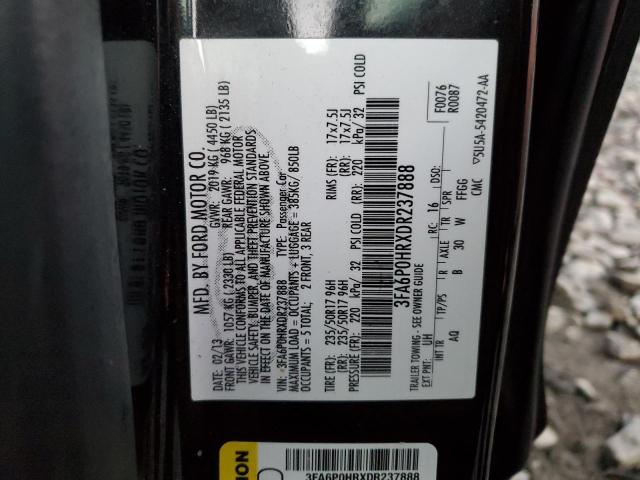 MFD. BY FORD MOTOR CO.
DATE: 02/13 GVWR: 2019 KG ( 4450 LB)
FRONT GAWR: 1057 KG ( 2330 LB) REAR GAWR: 968 KG ( 2135 LB)
THIS VEHICLE CONFORMS TO ALL APPLICABLE FEDERAL MOTOR
VEHICLE SAFETY, BUMPER, AND THEFT PREVENTION STANDARDS
IN EFFECT ON THE DATE OF MANUFACTURE SHOWN ABOVE.
VIN: 3FA6P0HRXDR237888 TYPE: Passenger Car
MAXIMUM LOAD = OCCUPANTS + LUGGAGE = 385KG/ 850LB
OCCUPANTS = 5 TOTAL; 2 FRONT, 3 REAR
TIRE (FR): 235/50R17 96H RIMS (FR): 17x7.5J
(RR): 235/50R17 96H (RR): 17x7.5J
PRESSURE (FR): 220 kPa/ 32 PSI COLD (RR): 220 kPa/ 32 PSI COLD
3FA6P0HRXDR237888
TRAILER TOWING - SEE OWNER GUIDE
F0076
R0087
EXT PNT: UH RC: 16 DSO:
INT TR TP/PS R TR SPR
AQ B 30 W FFGG
CMC
▽5U5A-5420472-AA
3FA6P0HRXDR237888